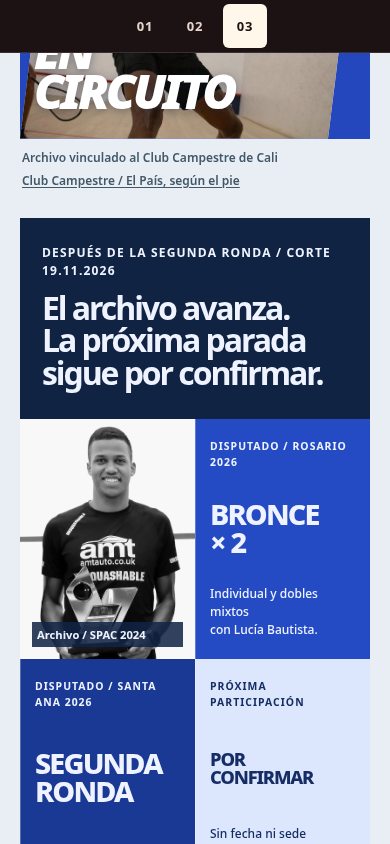 01 02 03
EN
CIRCUITO
Archivo vinculado al Club Campestre de Cali
Club Campestre / El País, según el pie
DESPUÉS DE LA SEGUNDA RONDA / CORTE
19.11.2026
El archivo avanza.
La próxima parada
sigue por confirmar.
amt
amtauto.co.uk
QUASHABLE
Archivo / SPAC 2024
DISPUTADO / ROSARIO
2026
BRONCE
× 2
Individual y dobles
mixtos
con Lucía Bautista.
DISPUTADO / SANTA
ANA 2026
SEGUNDA
RONDA
PRÓXIMA
PARTICIPACIÓN
POR
CONFIRMAR
Sin fecha ni sede